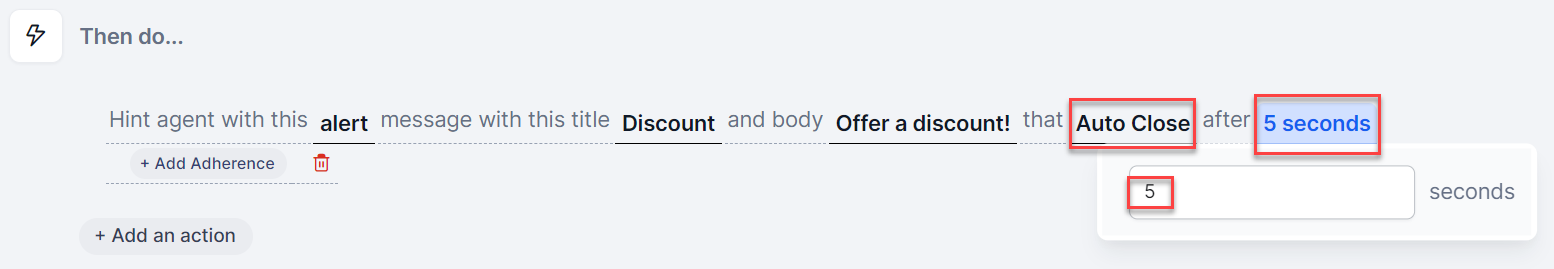 Then do...
Hint agent with this alert message with this title Discount and body Offer a discount! that Auto Close after 5 seconds
+ Add Adherence
5 seconds
+ Add an action